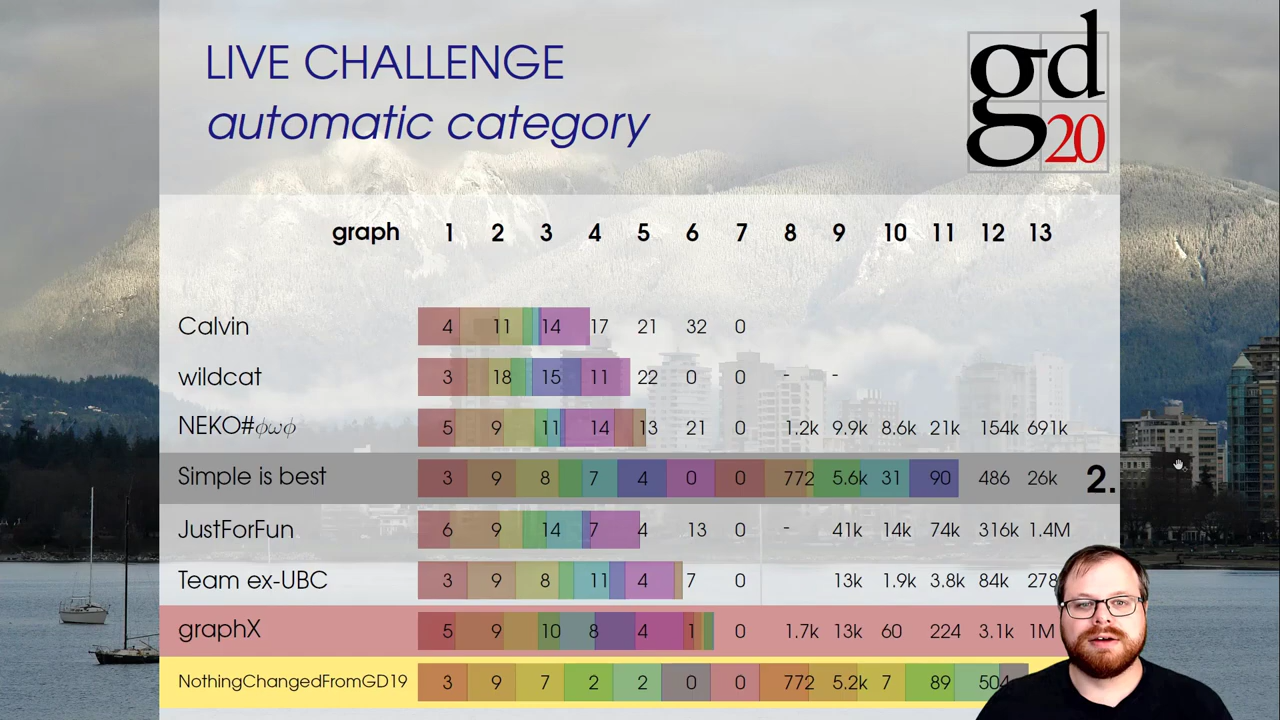 LIVE CHALLENGE
automatic category
gd
20
graph 1 2 3 4 5 6 7 8 9 10 11 12 13
Calvin 4 11 14 17 21 32 0
wildcat 3 18 15 11 22 0 0 - -
NEKO#ϕωϕ 5 9 11 14 13 21 0 1.2k 9.9k 8.6k 21k 154k 691k
Simple is best 3 9 8 7 4 0 0 772 5.6k 31 90 486 26k 2.
JustForFun 6 9 14 7 4 13 0 - 41k 14k 74k 316k 1.4M
Team ex-UBC 3 9 8 11 4 7 0 13k 1.9k 3.8k 84k 278
graphX 5 9 10 8 4 1 0 1.7k 13k 60 224 3.1k 1M
NothingChangedFromGD19 3 9 7 2 2 0 0 772 5.2k 7 89 504